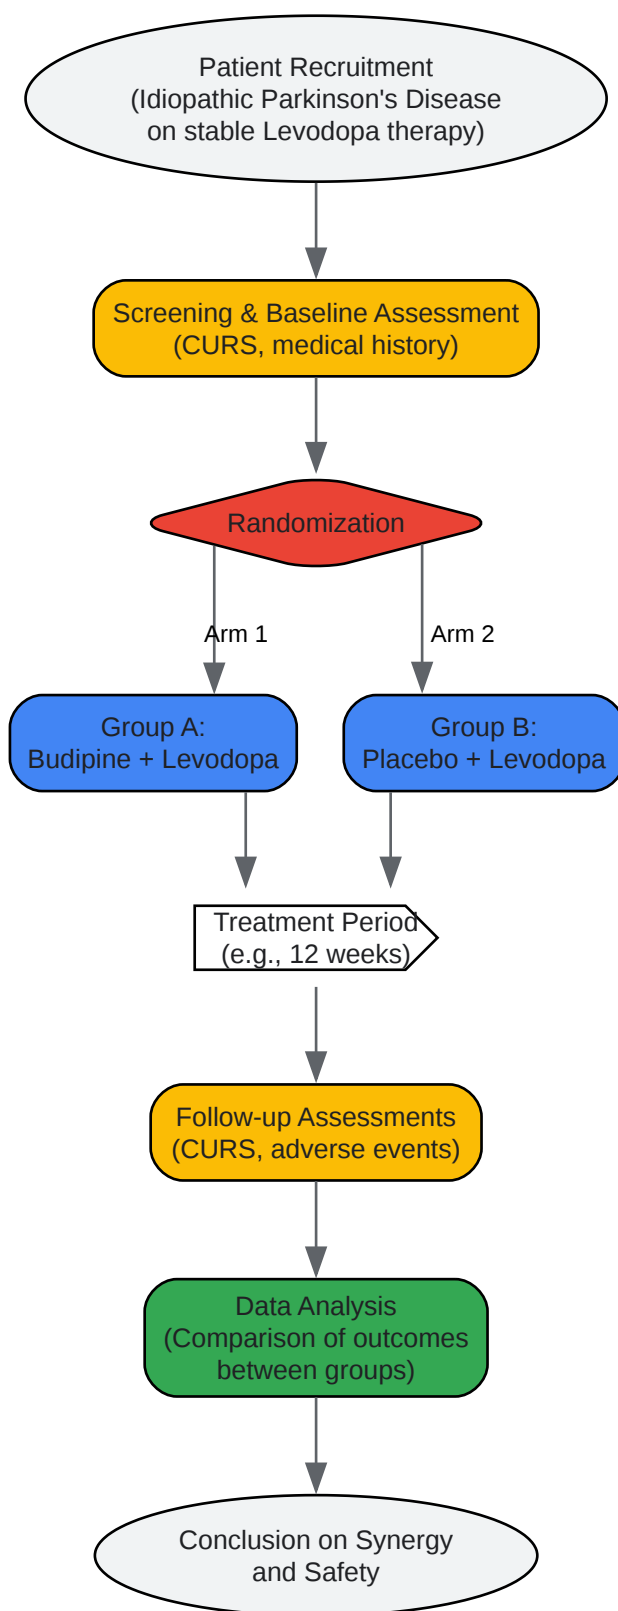 Patient Recruitment
(Idiopathic Parkinson's Disease
on stable Levodopa therapy)
Screening & Baseline Assessment
(CURS, medical history)
Randomization
Arm 1
Arm 2
Group A:
Budipine + Levodopa
Group B:
Placebo + Levodopa
Treatment Period
(e.g., 12 weeks)
Follow-up Assessments
(CURS, adverse events)
Data Analysis
(Comparison of outcomes
between groups)
Conclusion on Synergy
and Safety